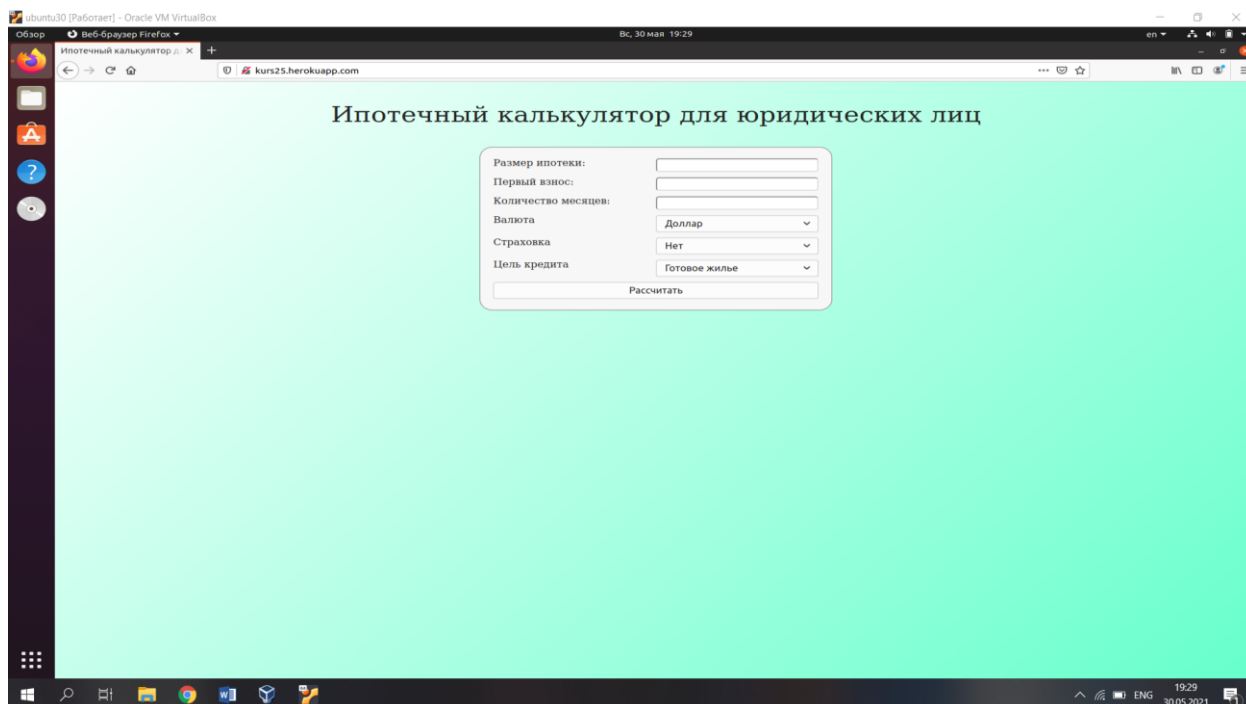 ubuntu30 [Работает] - Oracle VM VirtualBox
Обзор Веб-браузер Firefox Вс, 30 мая 19:29 en
Ипотечный калькулятор д
kurs25.herokuapp.com
Ипотечный калькулятор для юридических лиц
Размер ипотеки:
Первый взнос:
Количество месяцев:
Валюта Доллар
Страховка Нет
Цель кредита Готовое жилье
Рассчитать
ENG 19:29
30.05.2021